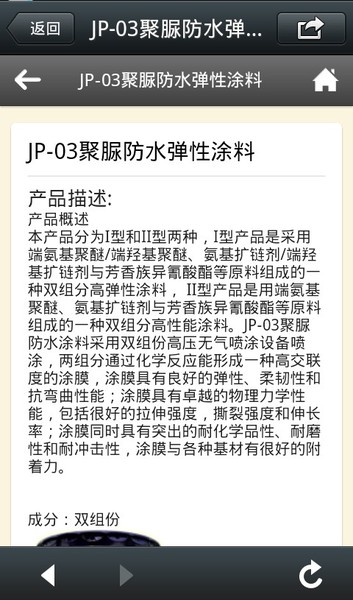 返回
JP-03聚脲防水弹...
JP-03聚脲防水弹性涂料
JP-03聚脲防水弹性涂料
产品描述:
产品概述
本产品分为I型和II型两种，I型产品是采用
端氨基聚醚/端羟基聚醚、氨基扩链剂/端羟
基扩链剂与芳香族异氰酸酯等原料组成的一
种双组分高弹性涂料， II型产品是用端氨基
聚醚、氨基扩链剂与芳香族异氰酸酯等原料
组成的一种双组分高性能涂料。JP-03聚脲
防水涂料采用双组份高压无气喷涂设备喷
涂，两组分通过化学反应能形成一种高交联
度的涂膜，涂膜具有良好的弹性、柔韧性和
抗弯曲性能；涂膜具有卓越的物理力学性
能，包括很好的拉伸强度，撕裂强度和伸长
率；涂膜同时具有突出的耐化学品性、耐磨
性和耐冲击性，涂膜与各种基材有很好的附
着力。
成分：双组份